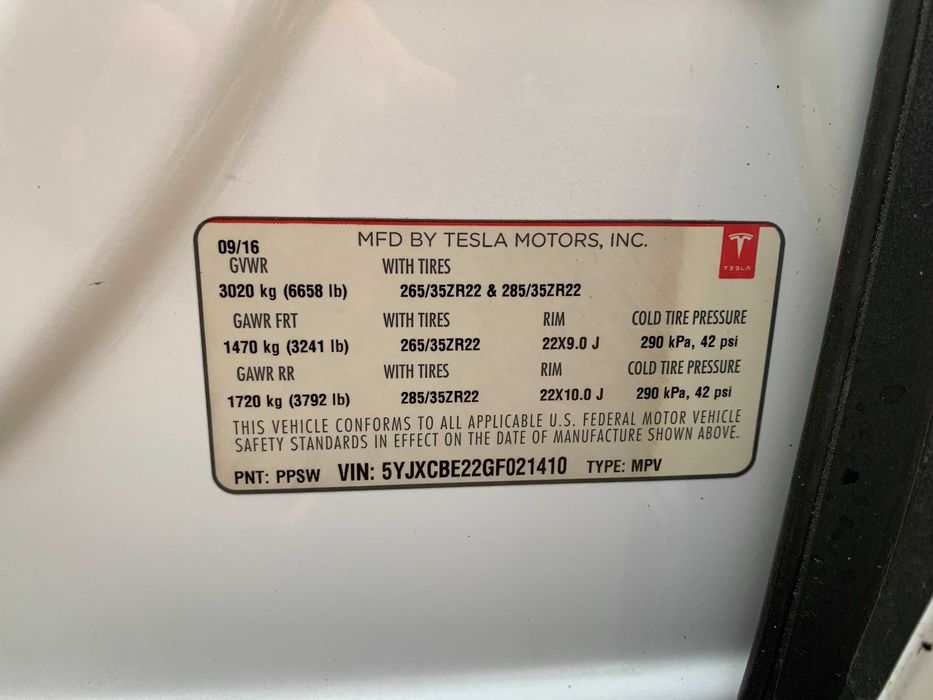 09/16 MFD BY TESLA MOTORS, INC.
TESLA
GVWR WITH TIRES
3020 kg (6658 lb) 265/35ZR22 & 285/35ZR22
GAWR FRT WITH TIRES RIM COLD TIRE PRESSURE
1470 kg (3241 lb) 265/35ZR22 22X9.0 J 290 kPa, 42 psi
GAWR RR WITH TIRES RIM COLD TIRE PRESSURE
1720 kg (3792 lb) 285/35ZR22 22X10.0 J 290 kPa, 42 psi
THIS VEHICLE CONFORMS TO ALL APPLICABLE U.S. FEDERAL MOTOR VEHICLE
SAFETY STANDARDS IN EFFECT ON THE DATE OF MANUFACTURE SHOWN ABOVE.
PNT: PPSW VIN: 5YJXCBE22GF021410 TYPE: MPV